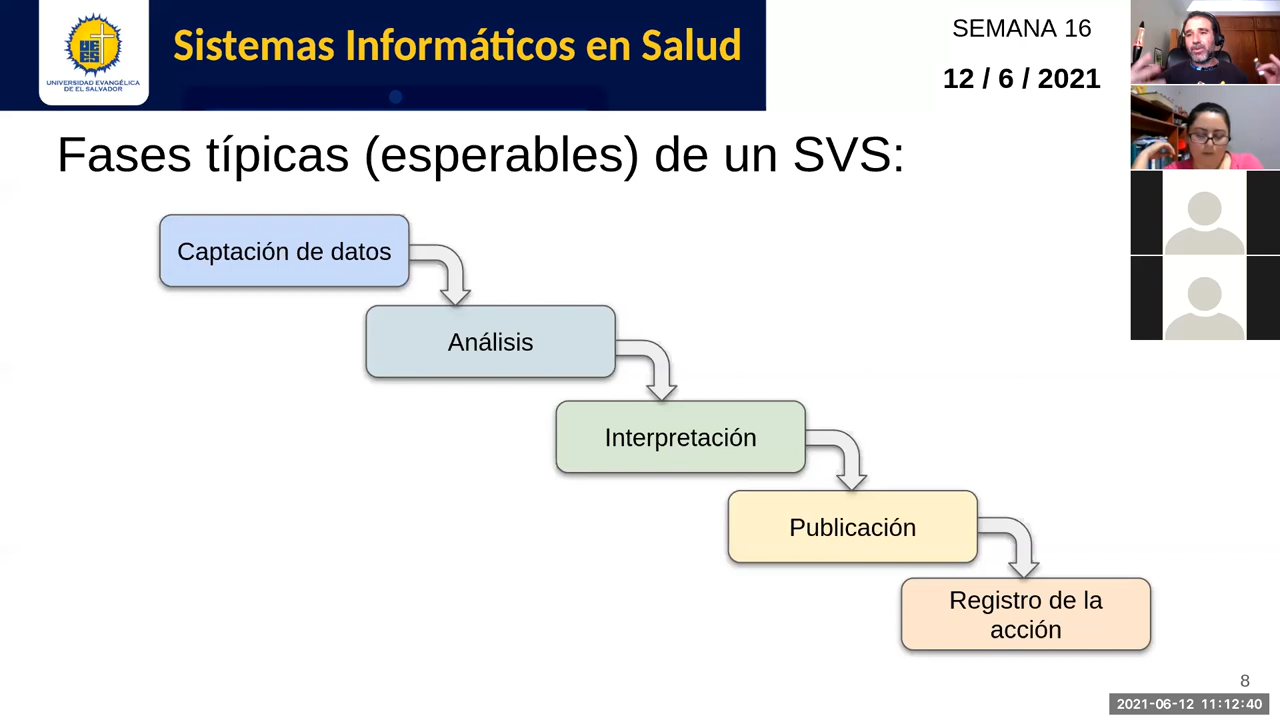 Sistemas Informáticos en Salud
UNIVERSIDAD EVANGÉLICA
DE EL SALVADOR
SEMANA 16
12 / 6 / 2021
Fases típicas (esperables) de un SVS:
Captación de datos
Análisis
Interpretación
Publicación
Registro de la
acción
8
2021-06-12 11:12:40